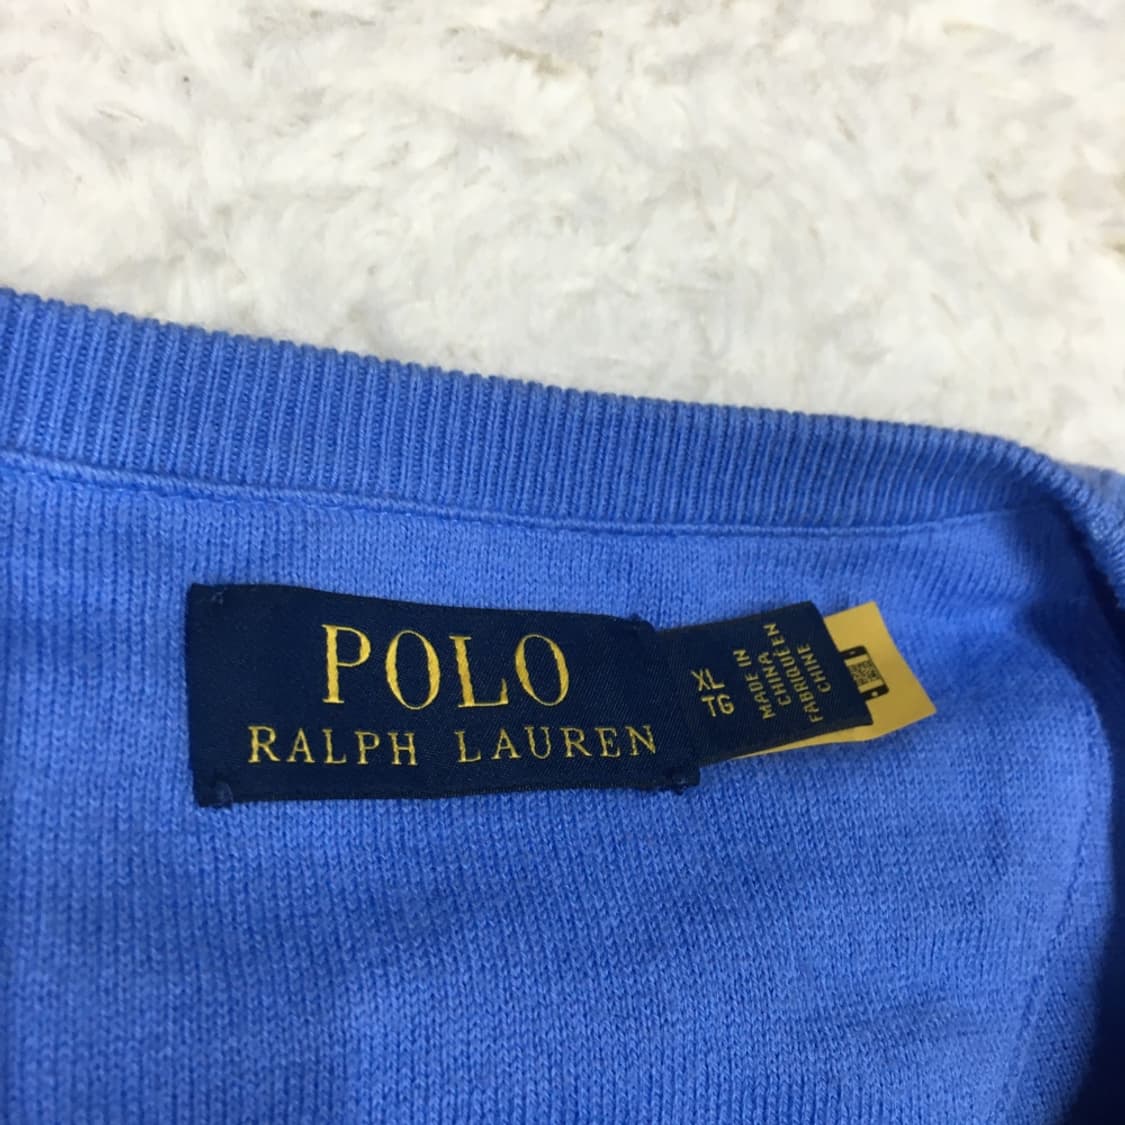 POLO
RALPH LAUREN
XL
TG
MADE IN
CHINA
FABRIQUÉ EN
CHINE